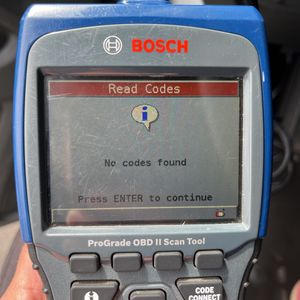 BOSCH
Read Codes
No codes found
Press ENTER to continue
ProGrade OBD II Scan Tool
CODE
CONNECT